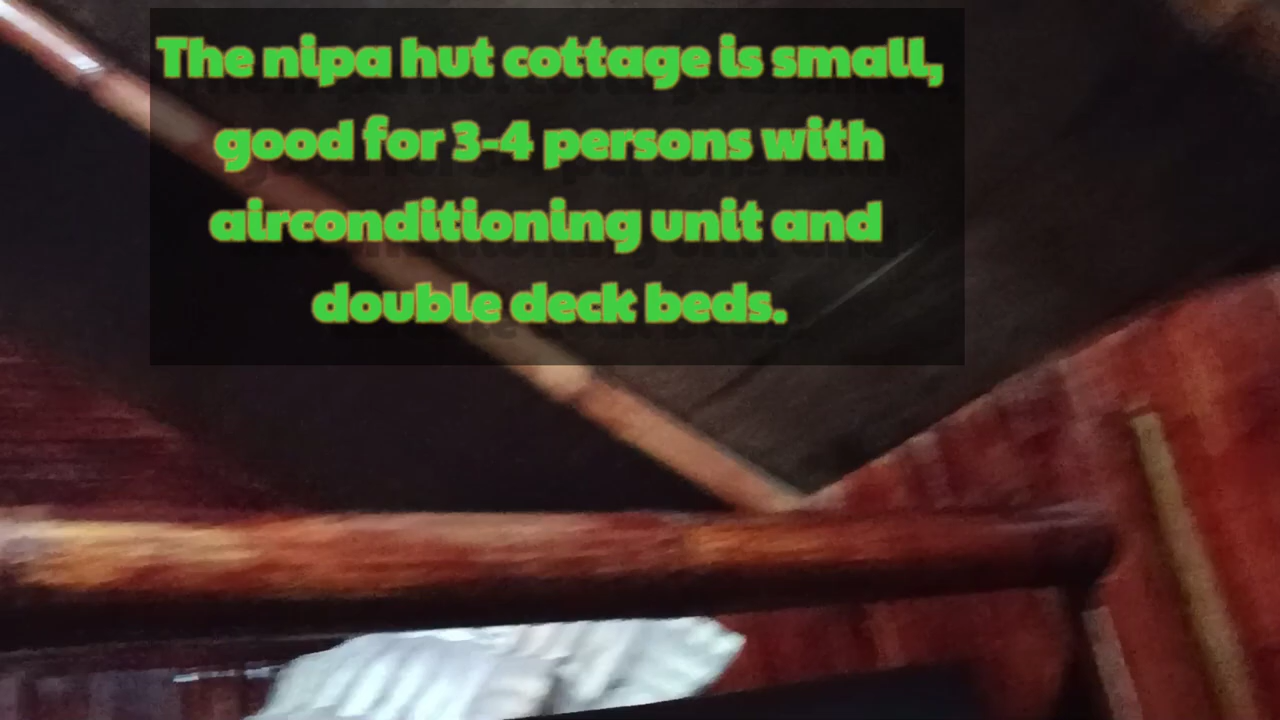 The nipa hut cottage is small,
good for 3-4 persons with
airconditioning unit and
double deck beds.